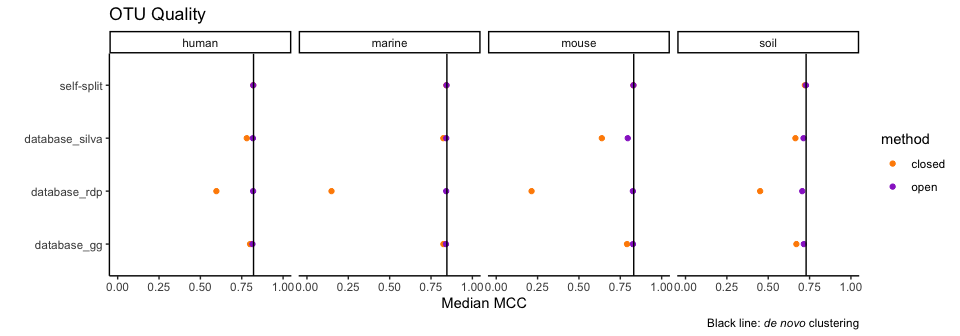 OTU Quality
human marine mouse soil
self-split
database_silva
database_rdp
database_gg
0.00 0.25 0.50 0.75 1.00 0.00 0.25 0.50 0.75 1.00 0.00 0.25 0.50 0.75 1.00 0.00 0.25 0.50 0.75 1.00
Median MCC
method
closed
open
Black line: de novo clustering